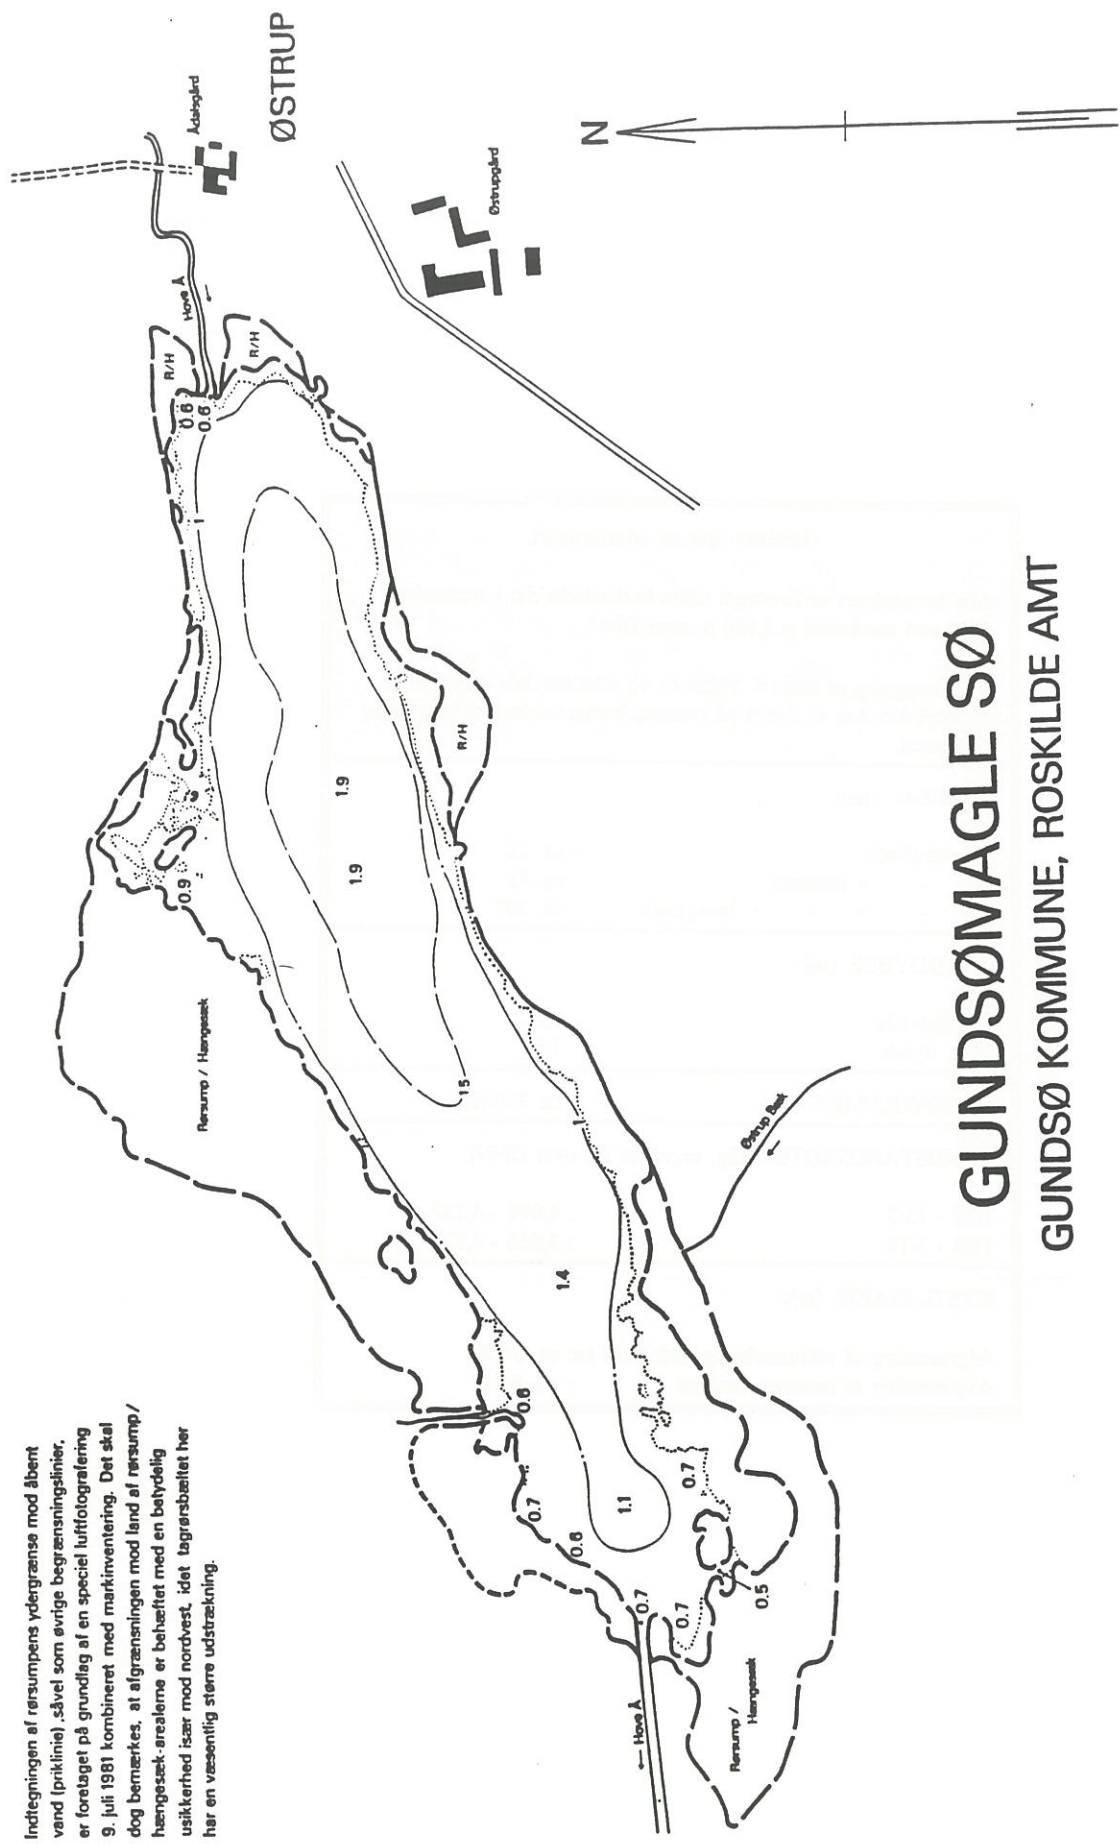 Indtegningen af rørsumpens ydergrænse mod åbent
vand (priklinie), såvel som øvrige begrænsningslinier,
er foretaget på grundlag af en speciel luftfotografering
9. juli 1981 kombineret med markinventering. Det skal
dog bemærkes, at afgrænsningen mod land af rørsump/
hængesæk-arealerne er behæftet med en betydelig
usikkerhed især mod nordvest, idet tagrørsbæltet her
har en væsentlig større udstrækning.
Ådalsgård
ØSTRUP
Hove Å
R/H
R/H
0.6
0.6
1
Østrupgård
N
0.9
1.9
1.9
R/H
Rørsump / Hængesæk
15
1
1.4
Østrup Bæk
0.6
0.7
0.6
1.1
0.7
0.7
0.7
0.5
Hove Å
Rørsump /
Hængesæk
GUNDSØMAGLE SØ
GUNDSØ KOMMUNE, ROSKILDE AMT